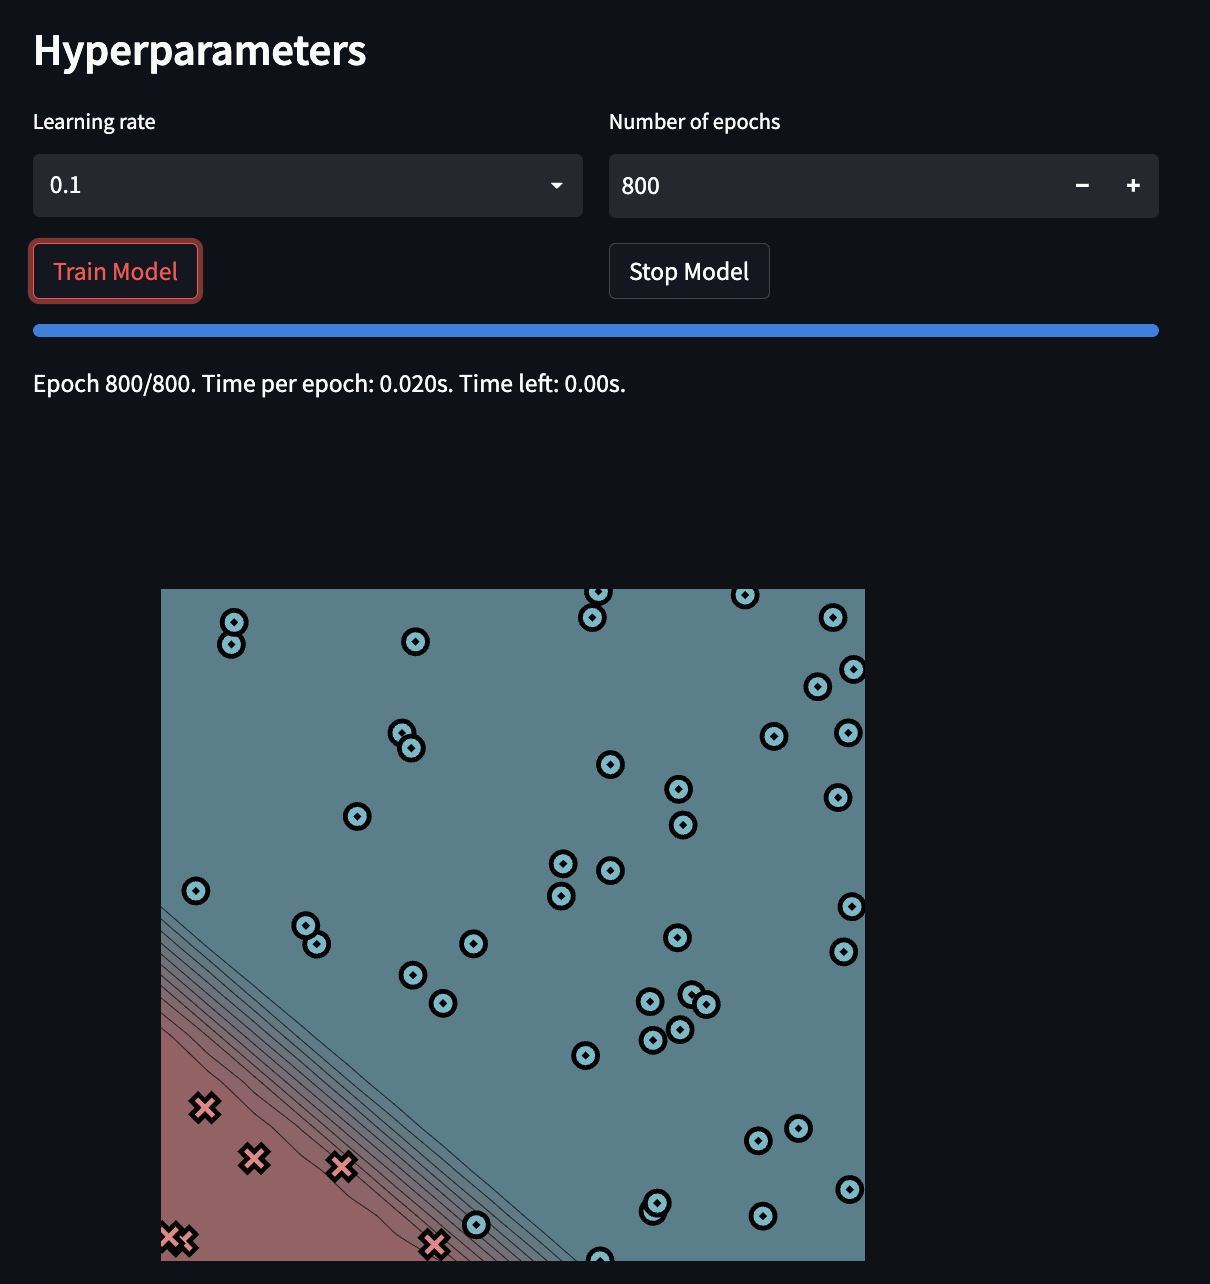 Hyperparameters
Learning rate
Number of epochs
0.1
800
Train Model
Stop Model
Epoch 800/800. Time per epoch: 0.020s. Time left: 0.00s.